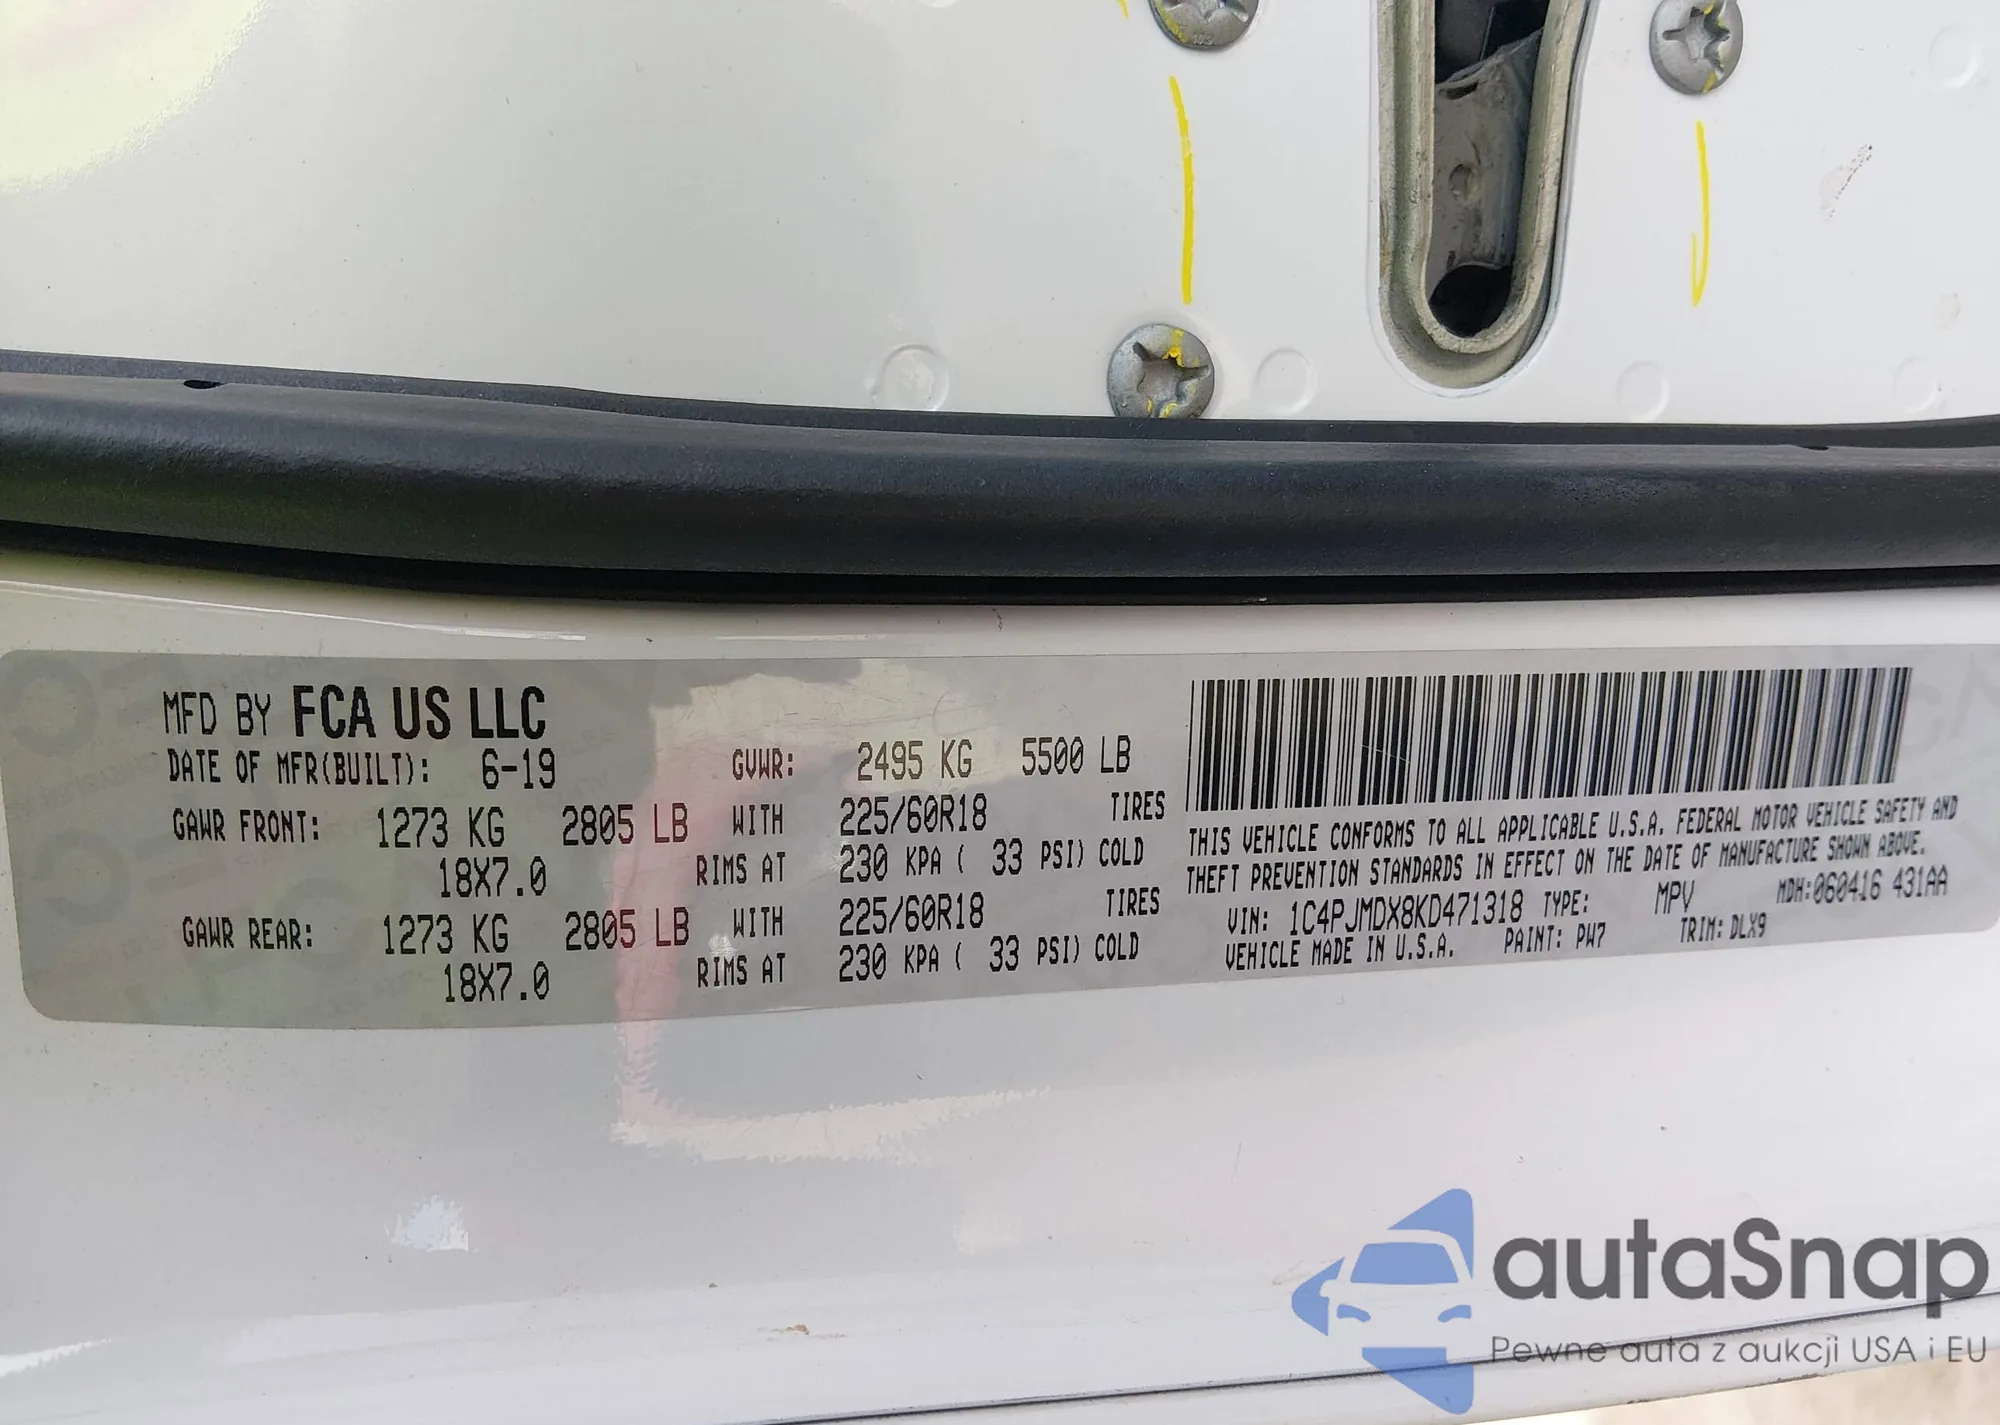 MFD BY FCA US LLC
DATE OF MFR(BUILT): 6-19 GVWR: 2495 KG 5500 LB
GAWR FRONT: 1273 KG 2805 LB WITH 225/60R18 TIRES
18X7.0 RIMS AT 230 KPA ( 33 PSI) COLD
GAWR REAR: 1273 KG 2805 LB WITH 225/60R18 TIRES
18X7.0 RIMS AT 230 KPA ( 33 PSI) COLD
THIS VEHICLE CONFORMS TO ALL APPLICABLE U.S.A. FEDERAL MOTOR VEHICLE SAFETY AND
THEFT PREVENTION STANDARDS IN EFFECT ON THE DATE OF MANUFACTURE SHOWN ABOVE.
VIN: 1C4PJMDX8KD471318 TYPE: MPV MDH:060416 431AA
VEHICLE MADE IN U.S.A. PAINT: PW7 TRIM: DLX9
autaSnap
Pewne auta z aukcji USA i EU